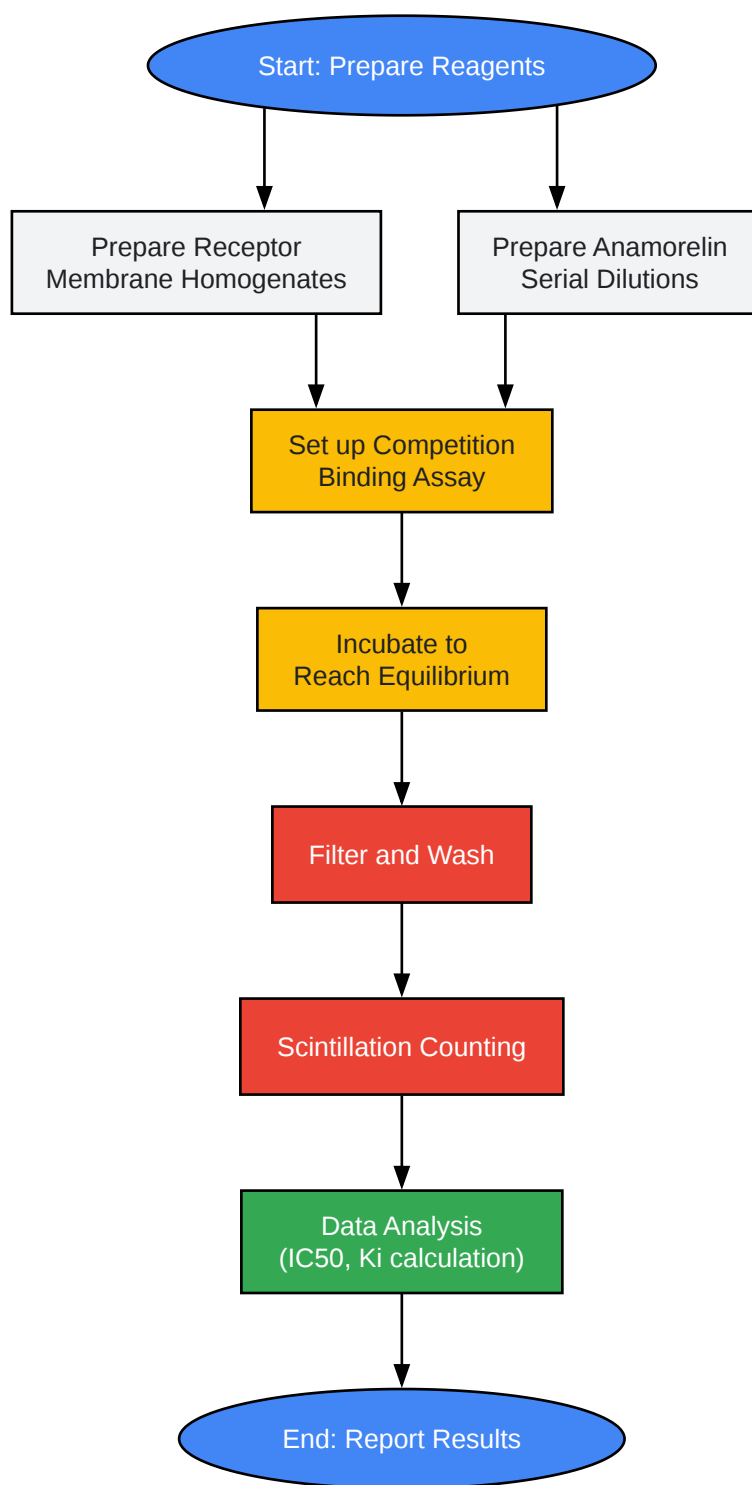 Start: Prepare Reagents
Prepare Receptor
Membrane Homogenates
Prepare Anamorelin
Serial Dilutions
Set up Competition
Binding Assay
Incubate to
Reach Equilibrium
Filter and Wash
Scintillation Counting
Data Analysis
(IC50, Ki calculation)
End: Report Results